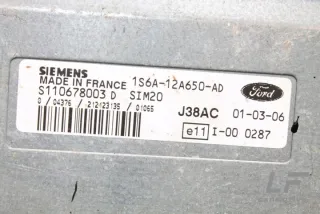 SIEMENS
MADE IN FRANCE 1S6A-12A650-AD
S110678003 D SIM20
0 / 04376 / 212423135 / 01065
Ford
J38AC 01-03-06
e11 I-00 0287
LF